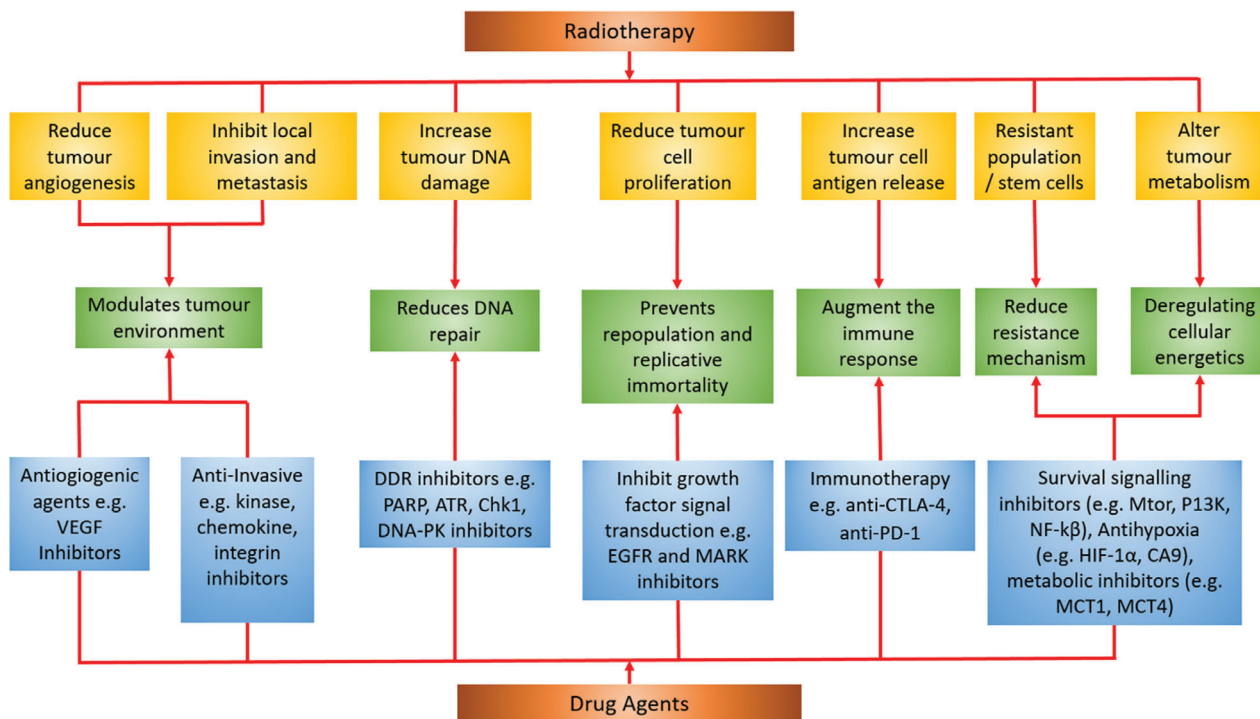 Radiotherapy
Reduce
tumour
angiogenesis
Inhibit local
invasion and
metastasis
Increase
tumour DNA
damage
Reduce tumour
cell
proliferation
Increase
tumour cell
antigen release
Resistant
population
/ stem cells
Alter
tumour
metabolism
Modulates tumour
environment
Reduces DNA
repair
Prevents
repopulation and
replicative
immortality
Augment the
immune
response
Reduce
resistance
mechanism
Deregulating
cellular
energetics
Antiogiogenic
agents e.g.
VEGF
Inhibitors
Anti-Invasive
e.g. kinase,
chemokine,
integrin
inhibitors
DDR inhibitors e.g.
PARP, ATR, Chk1,
DNA-PK inhibitors
Inhibit growth
factor signal
transduction e.g.
EGFR and MARK
inhibitors
Immunotherapy
e.g. anti-CTLA-4,
anti-PD-1
Survival signalling
inhibitors (e.g. Mtor, P13K,
NF-kβ), Antihypoxia
(e.g. HIF-1α, CA9),
metabolic inhibitors (e.g.
MCT1, MCT4)
Drug Agents